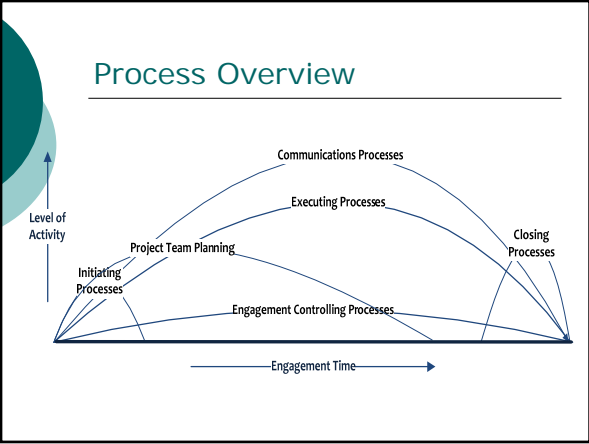 Process Overview
Communications Processes
Executing Processes
Level of
Activity
Closing
Processes
Project Team Planning
Initiating
Processes
Engagement Controlling Processes
Engagement Time